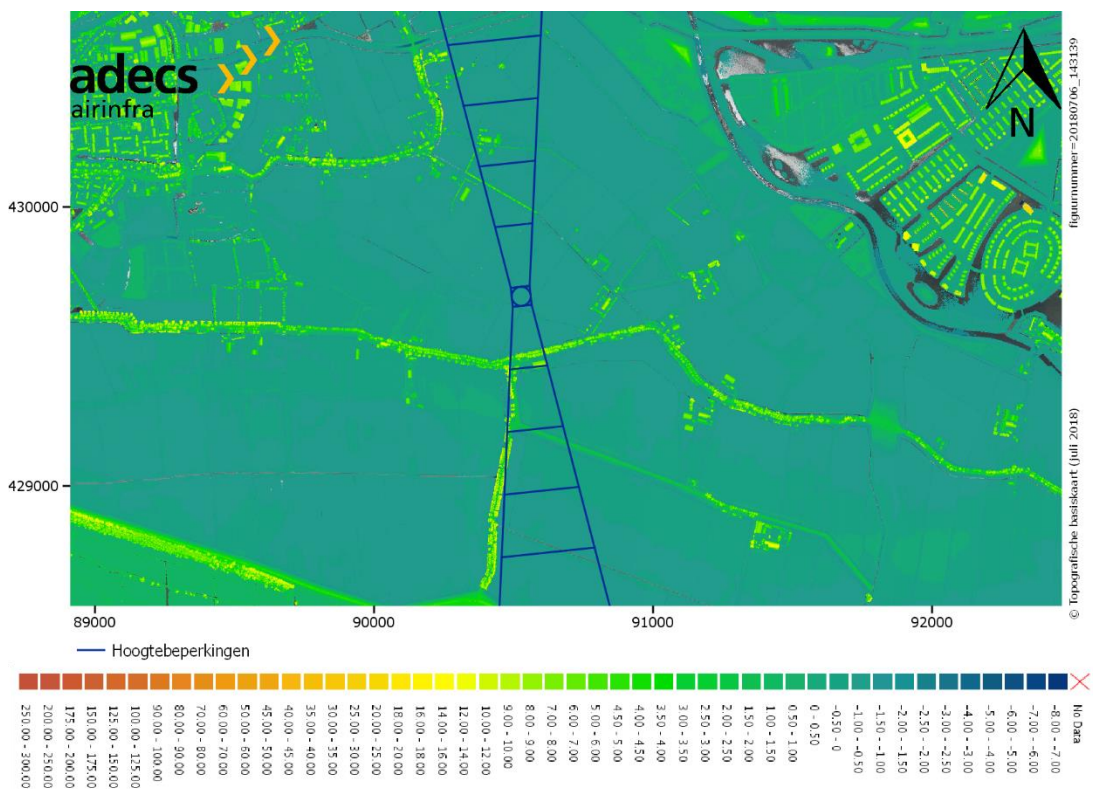 adecs
airinfra
N
figuurnummer=20180706_143139
430000
429000
© Topografische basiskaart (juli 2018)
89000
90000
91000
92000
Hoogtebeperkingen
250.00 - 300.00
200.00 - 250.00
175.00 - 200.00
150.00 - 175.00
125.00 - 150.00
100.00 - 125.00
90.00 - 100.00
80.00 - 90.00
70.00 - 80.00
60.00 - 70.00
50.00 - 60.00
45.00 - 50.00
40.00 - 45.00
35.00 - 40.00
30.00 - 35.00
25.00 - 30.00
20.00 - 25.00
18.00 - 20.00
16.00 - 18.00
14.00 - 16.00
12.00 - 14.00
10.00 - 12.00
9.00 - 10.00
8.00 - 9.00
7.00 - 8.00
6.00 - 7.00
5.00 - 6.00
4.50 - 5.00
4.00 - 4.50
3.50 - 4.00
3.00 - 3.50
2.50 - 3.00
2.00 - 2.50
1.50 - 2.00
1.00 - 1.50
0.50 - 1.00
0 - 0.50
-0.50 - 0
-1.00 - -0.50
-1.50 - -1.00
-2.00 - -1.50
-2.50 - -2.00
-3.00 - -2.50
-4.00 - -3.00
-5.00 - -4.00
-6.00 - -5.00
-7.00 - -6.00
-8.00 - -7.00
No Data